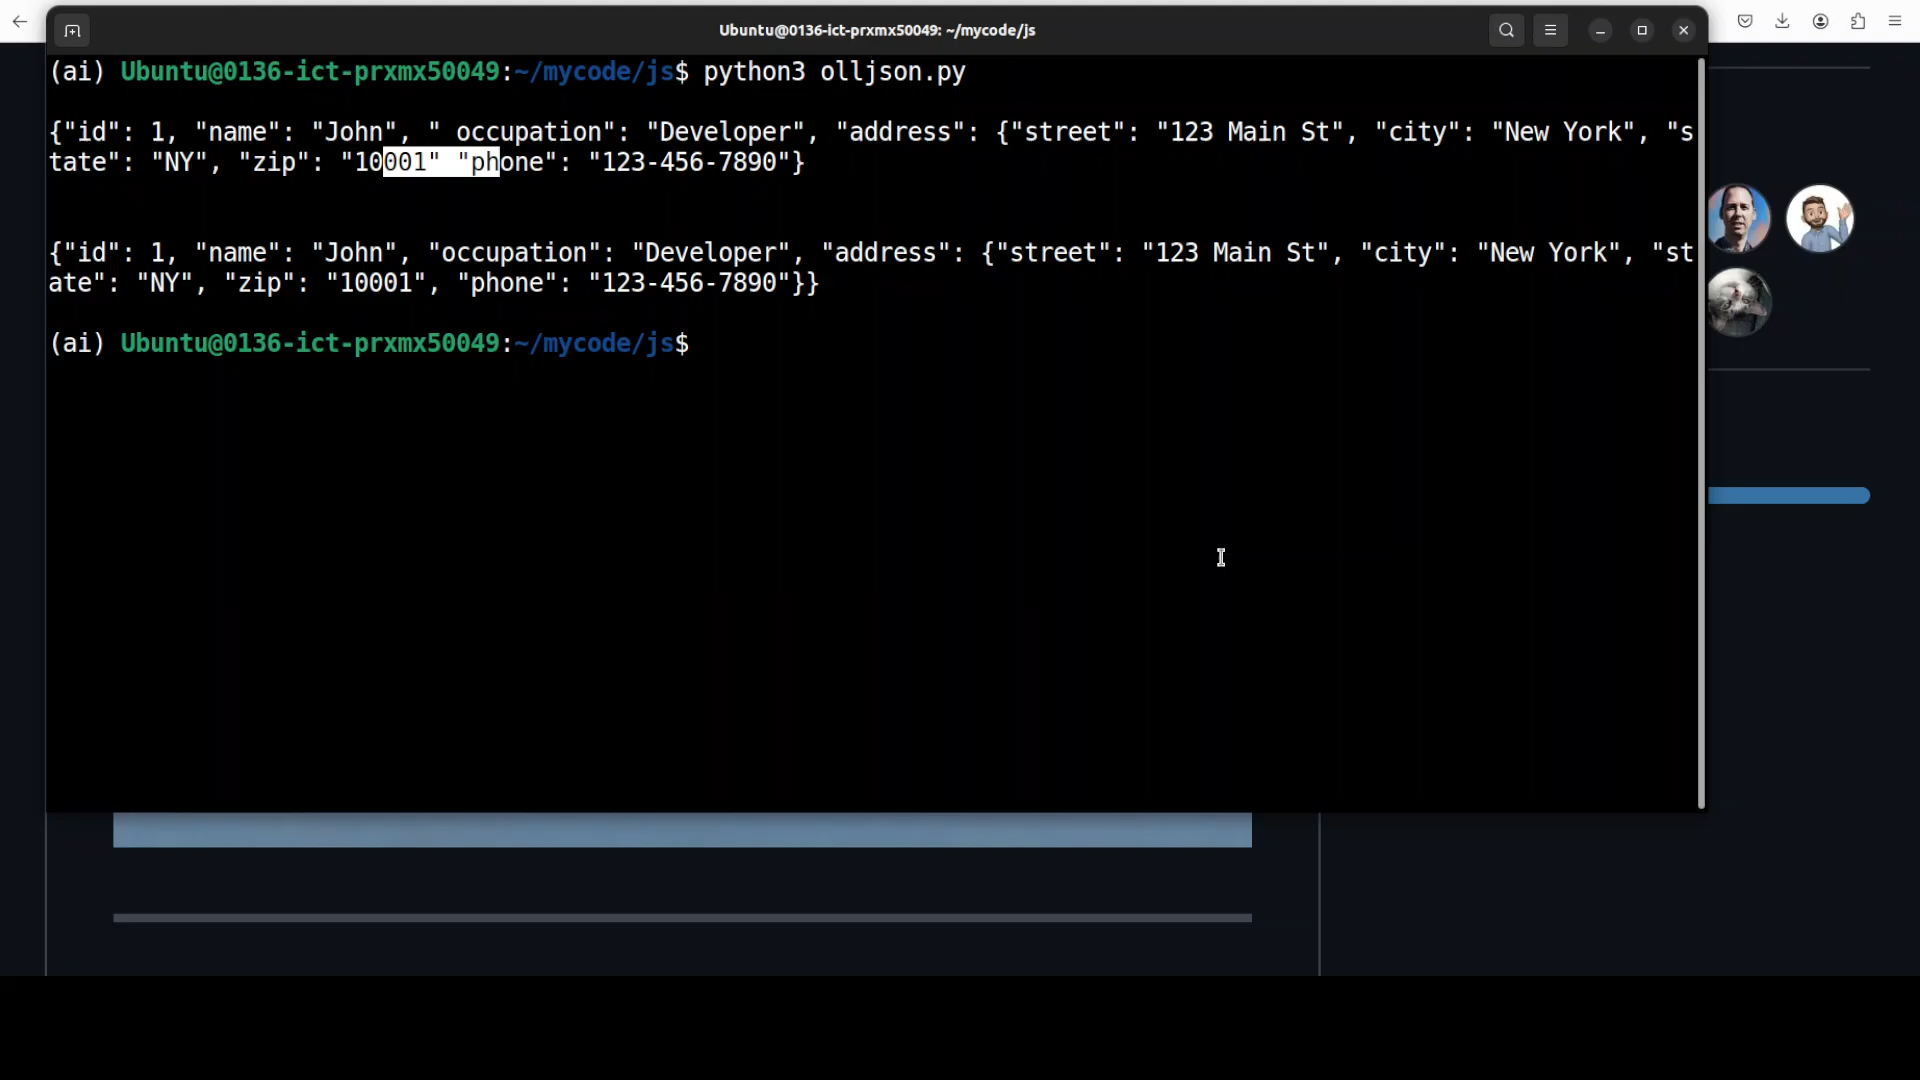 Ubuntu@0136-ict-prxmx50049: ~/mycode/js
(ai) Ubuntu@0136-ict-prxmx50049:~/mycode/js$ python3 olljson.py
{"id": 1, "name": "John", " occupation": "Developer", "address": {"street": "123 Main St", "city": "New York", "s
tate": "NY", "zip": "10001" "phone": "123-456-7890"}
{"id": 1, "name": "John", "occupation": "Developer", "address": {"street": "123 Main St", "city": "New York", "st
ate": "NY", "zip": "10001", "phone": "123-456-7890"}}
(ai) Ubuntu@0136-ict-prxmx50049:~/mycode/js$